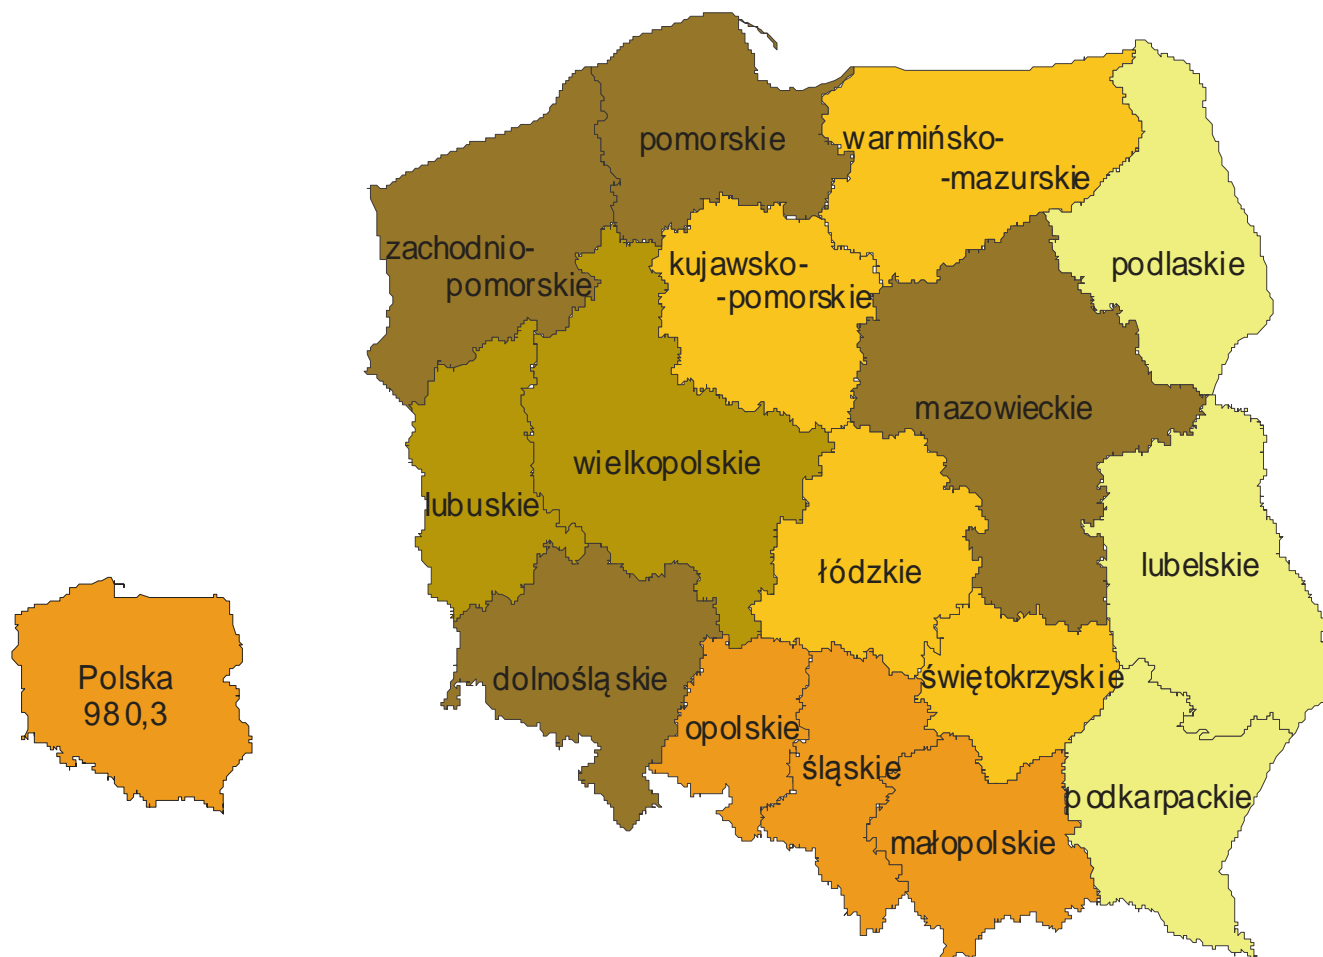 pomorskie
warmińsko-
-mazurskie
zachodnio-
pomorskie
kujawsko-
-pomorskie
podlaskie
mazowieckie
wielkopolskie
lubuskie
łódzkie
lubelskie
Polska
980,3
dolnośląskie
świętokrzyskie
opolskie
śląskie
podkarpackie
małopolskie